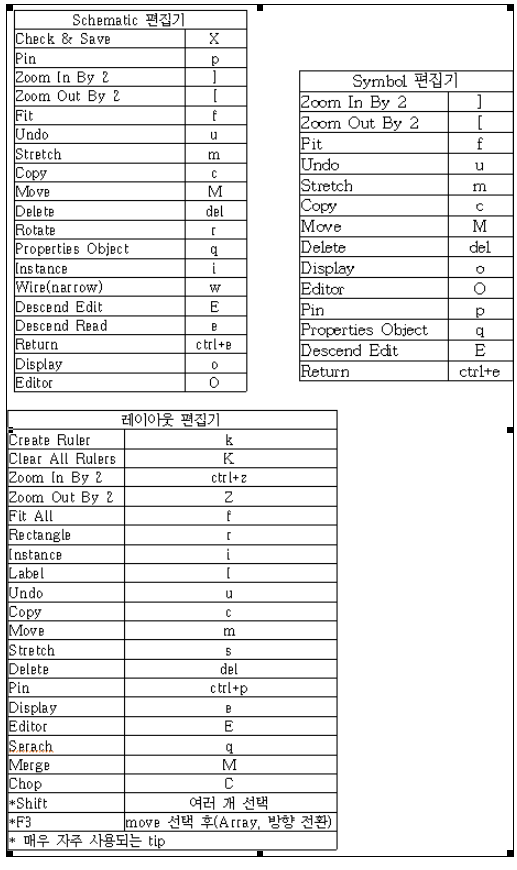 Schematic 편집기
Check & Save X
Pin p
Zoom In By 2 ]
Zoom Out By 2 [
Fit f
Undo u
Stretch m
Copy c
Move M
Delete del
Rotate r
Properties Object q
Instance i
Wire(narrow) w
Descend Edit E
Descend Read e
Return ctrl+e
Display o
Editor O
Symbol 편집기
Zoom In By 2 ]
Zoom Out By 2 [
Fit f
Undo u
Stretch m
Copy c
Move M
Delete del
Display o
Editor O
Pin p
Properties Object q
Descend Edit E
Return ctrl+e
레이아웃 편집기
Create Ruler k
Clear All Rulers K
Zoom In By 2 ctrl+z
Zoom Out By 2 Z
Fit All f
Rectangle r
Instance i
Label l
Undo u
Copy c
Move m
Stretch s
Delete del
Pin ctrl+p
Display e
Editor E
Serach q
Merge M
Chop C
*Shift 여러 개 선택
*F3 move 선택 후(Array, 방향 전환)
* 매우 자주 사용되는 tip